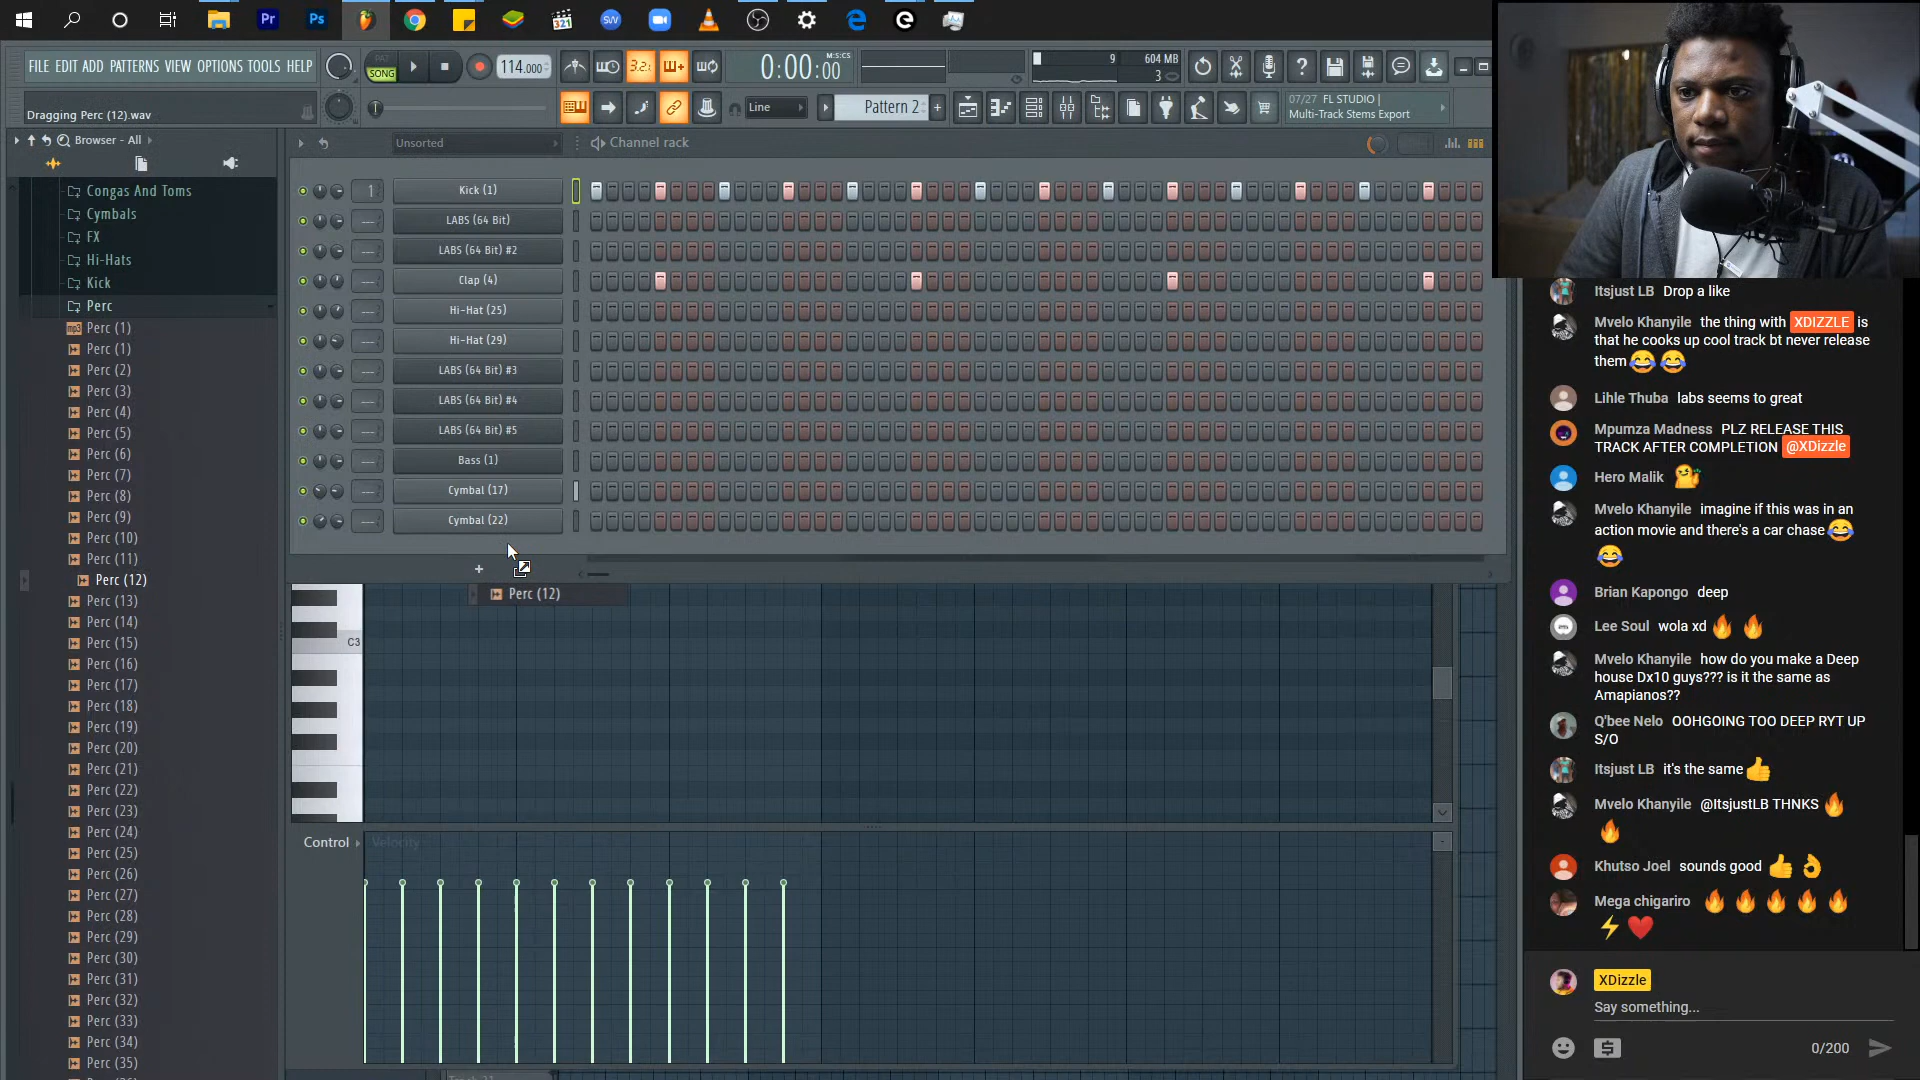 Pr
Ps
321
SW
FILE EDIT ADD PATTERNS VIEW OPTIONS TOOLS HELP
PAT
SONG
114.000
3.2:
0:00:00
M:S:CS
9
604 MB
3
Dragging Perc (12).wav
Line
Pattern 2
+
07/27 FL STUDIO |
Multi-Track Stems Export
Browser - All
Unsorted
Channel rack
Congas And Toms
Cymbals
FX
Hi-Hats
Kick
Perc
mp3 Perc (1)
Perc (1)
Perc (2)
Perc (3)
Perc (4)
Perc (5)
Perc (6)
Perc (7)
Perc (8)
Perc (9)
Perc (10)
Perc (11)
Perc (12)
Perc (13)
Perc (14)
Perc (15)
Perc (16)
Perc (17)
Perc (18)
Perc (19)
Perc (20)
Perc (21)
Perc (22)
Perc (23)
Perc (24)
Perc (25)
Perc (26)
Perc (27)
Perc (28)
Perc (29)
Perc (30)
Perc (31)
Perc (32)
Perc (33)
Perc (34)
Perc (35)
1
Kick (1)
LABS (64 Bit)
LABS (64 Bit) #2
Clap (4)
Hi-Hat (25)
Hi-Hat (29)
LABS (64 Bit) #3
LABS (64 Bit) #4
LABS (64 Bit) #5
Bass (1)
Cymbal (17)
Cymbal (22)
+
Perc (12)
C3
Control
Velocity
Itsjust LB Drop a like
Mvelo Khanyile the thing with XDIZZLE is
that he cooks up cool track bt never release
them😂😂
Lihle Thuba labs seems to great
Mpumza Madness PLZ RELEASE THIS
TRACK AFTER COMPLETION @XDizzle
Hero Malik
Mvelo Khanyile imagine if this was in an
action movie and there's a car chase😂
😂
Brian Kapongo deep
Lee Soul wola xd🔥🔥
Mvelo Khanyile how do you make a Deep
house Dx10 guys??? is it the same as
Amapianos??
Q'bee Nelo OOHGOING TOO DEEP RYT UP
S/O
Itsjust LB it's the same👍
Mvelo Khanyile @ItsjustLB THNKS🔥
🔥
Khutso Joel sounds good👍👌
Mega chigariro 🔥🔥🔥🔥🔥
⚡❤️
XDizzle
Say something...
0/200